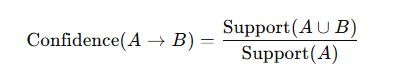 Confidence(A → B) = Support(A ∪ B) / Support(A)